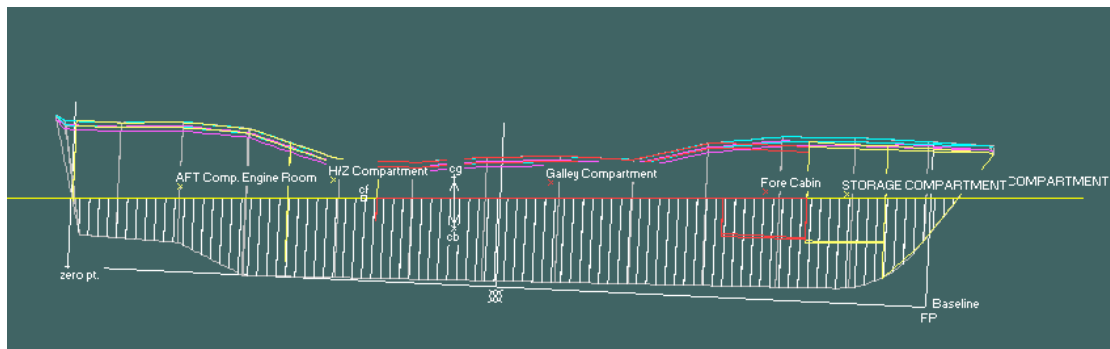 H/Z Compartment
cg
Galley Compartment
AFT Comp. Engine Room
cf
Fore Cabin
STORAGE COMPARTMENT
COMPARTMENT
cb
zero pt.
Baseline
FP